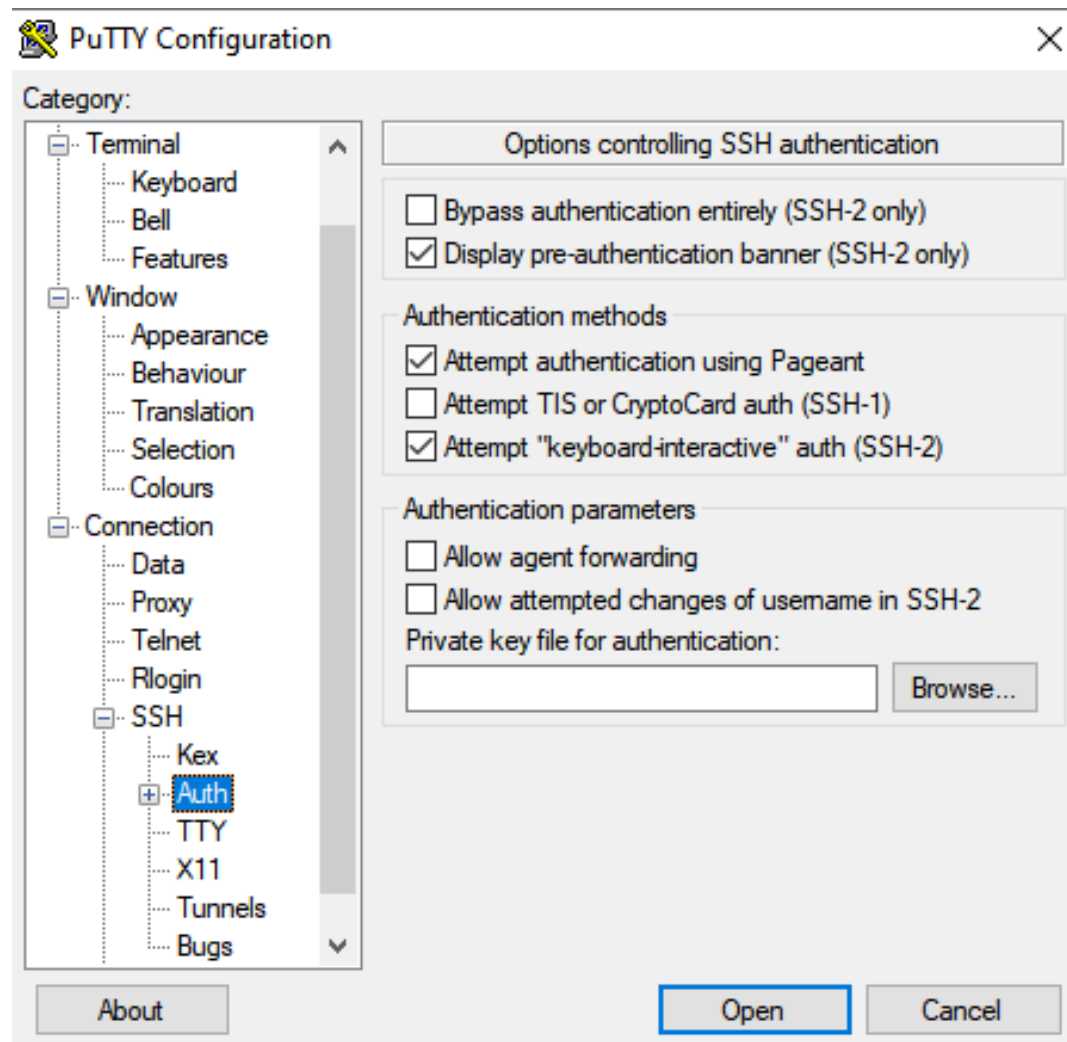 PuTTY Configuration
Category:
Terminal
Keyboard
Bell
Features
Window
Appearance
Behaviour
Translation
Selection
Colours
Connection
Data
Proxy
Telnet
Rlogin
SSH
Kex
Auth
TTY
X11
Tunnels
Bugs
Options controlling SSH authentication
Bypass authentication entirely (SSH-2 only)
Display pre-authentication banner (SSH-2 only)
Authentication methods
Attempt authentication using Pageant
Attempt TIS or CryptoCard auth (SSH-1)
Attempt "keyboard-interactive" auth (SSH-2)
Authentication parameters
Allow agent forwarding
Allow attempted changes of username in SSH-2
Private key file for authentication:
Browse...
About
Open
Cancel